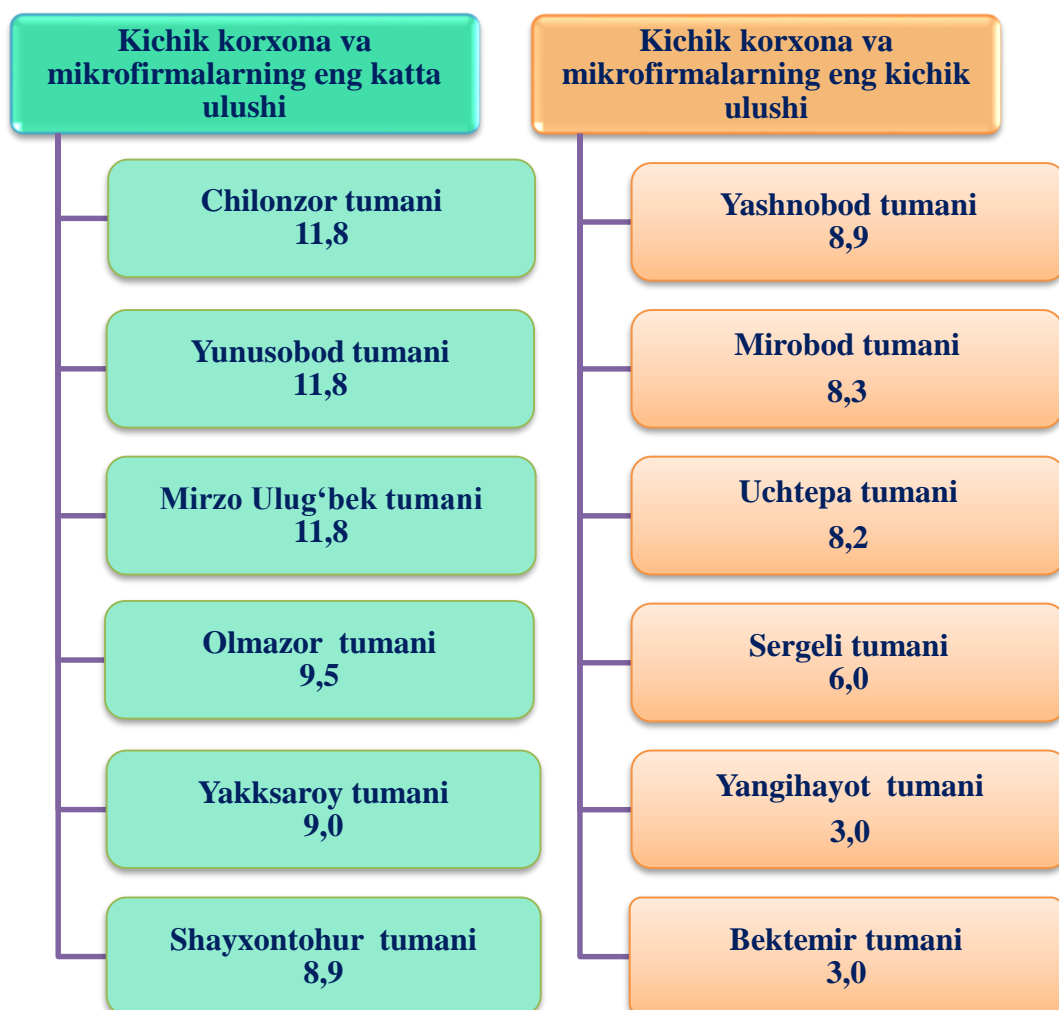 Kichik korxona va
mikrofirmalarning eng katta
ulushi
Chilonzor tumani
11,8
Yunusobod tumani
11,8
Mirzo Ulug‘bek tumani
11,8
Olmazor tumani
9,5
Yakksaroy tumani
9,0
Shayxontohur tumani
8,9
Kichik korxona va
mikrofirmalarning eng kichik
ulushi
Yashnobod tumani
8,9
Mirobod tumani
8,3
Uchtepa tumani
8,2
Sergeli tumani
6,0
Yangihayot tumani
3,0
Bektemir tumani
3,0